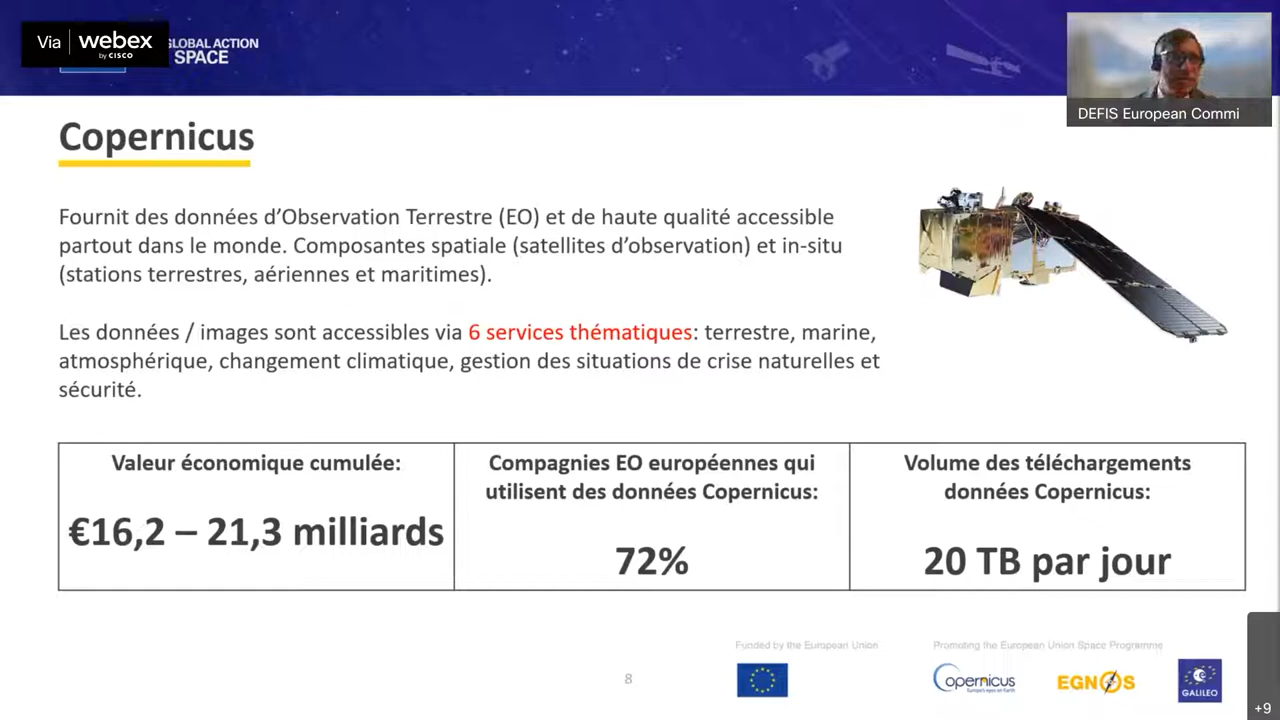 Via webex
by CISCO
GLOBAL ACTION
SPACE
DEFIS European Commi
Copernicus
Fournit des données d’Observation Terrestre (EO) et de haute qualité accessible
partout dans le monde. Composantes spatiale (satellites d’observation) et in-situ
(stations terrestres, aériennes et maritimes).
Les données / images sont accessibles via 6 services thématiques: terrestre, marine,
atmosphérique, changement climatique, gestion des situations de crise naturelles et
sécurité.
Valeur économique cumulée:
€16,2 – 21,3 milliards
Compagnies EO européennes qui
utilisent des données Copernicus:
72%
Volume des téléchargements
données Copernicus:
20 TB par jour
Funded by the European Union
Promoting the European Union Space Programme
8
Copernicus
Europe's eyes on Earth
EGNOS
GALILEO
+9